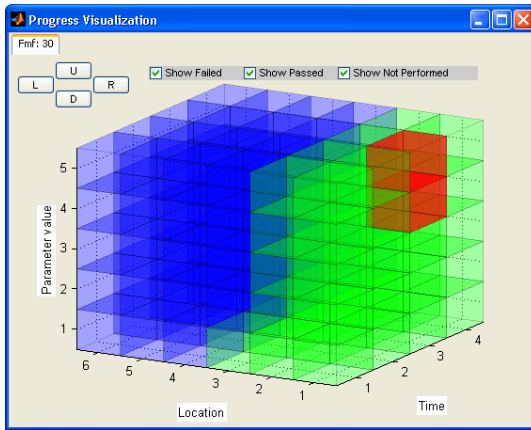 Progress Visualization
Fmf: 30
U
L
R
D
Show Failed
Show Passed
Show Not Performed
Parameter value
5
4
3
2
1
6
5
4
3
2
1
Location
1
2
3
4
Time